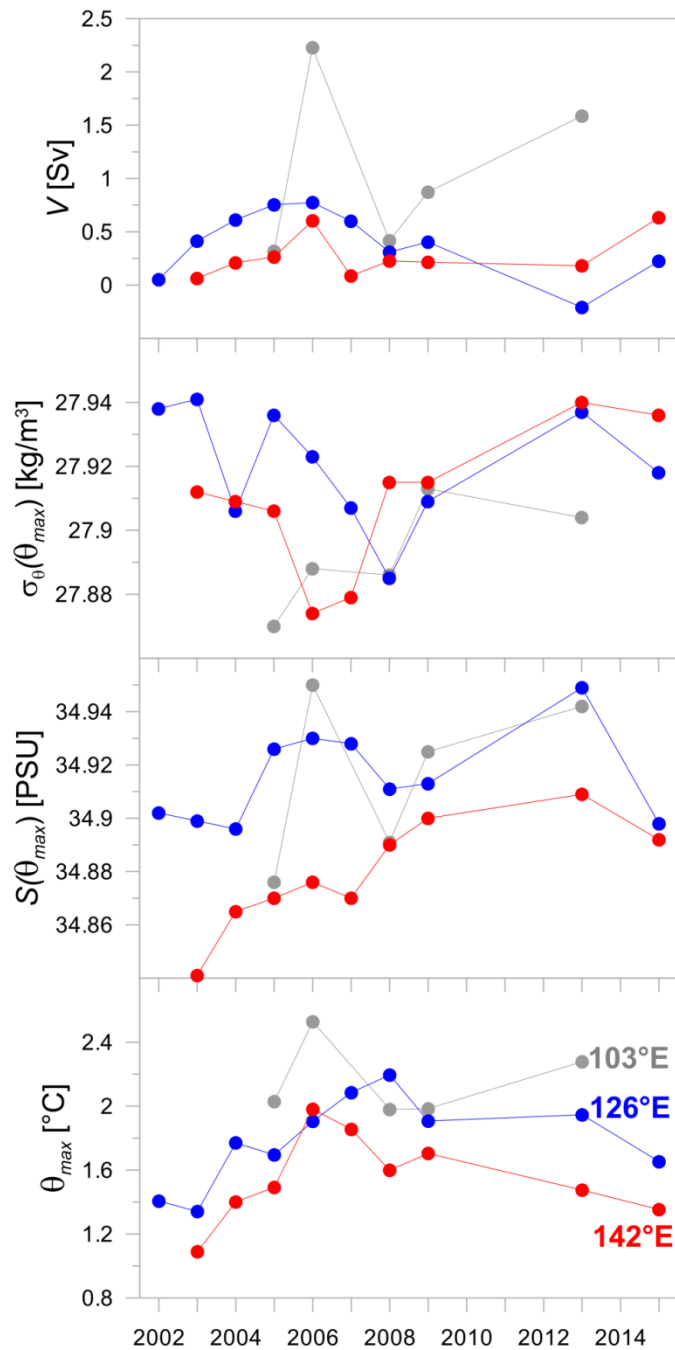 2.5
2
1.5
1
0.5
0
V [Sv]
27.94
27.92
27.9
27.88
σθ(θmax) [kg/m³]
34.94
34.92
34.9
34.88
34.86
S(θmax) [PSU]
2.4
2
1.6
1.2
0.8
θmax [°C]
103°E
126°E
142°E
2002 2004 2006 2008 2010 2012 2014